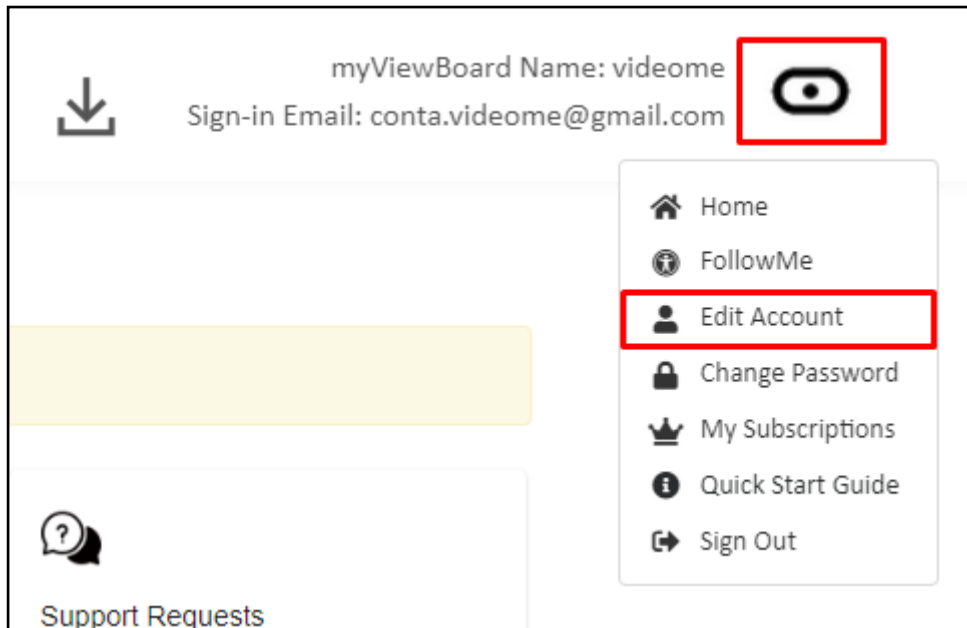 myViewBoard Name: videome
Sign-in Email: conta.videome@gmail.com
Home
FollowMe
Edit Account
Change Password
My Subscriptions
Quick Start Guide
Sign Out
Support Requests